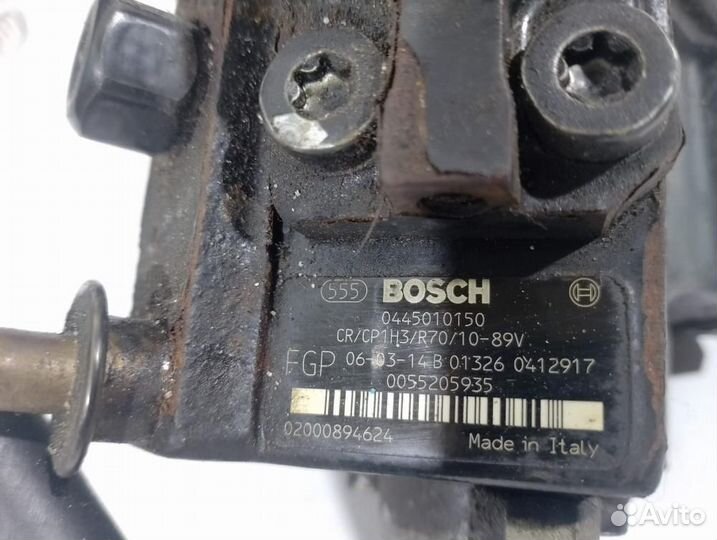 555 BOSCH
0445010150
CR/CP1H3/R70/10-89V
FGP 06-03-14 B 01326 0412917
0055205935
02000894624 Made in Italy
Avito